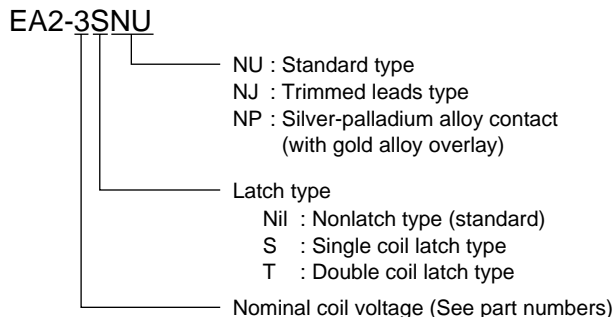 EA2-3SNU
NU : Standard type
NJ : Trimmed leads type
NP : Silver-palladium alloy contact
(with gold alloy overlay)
Latch type
Nil : Nonlatch type (standard)
S : Single coil latch type
T : Double coil latch type
Nominal coil voltage (See part numbers)